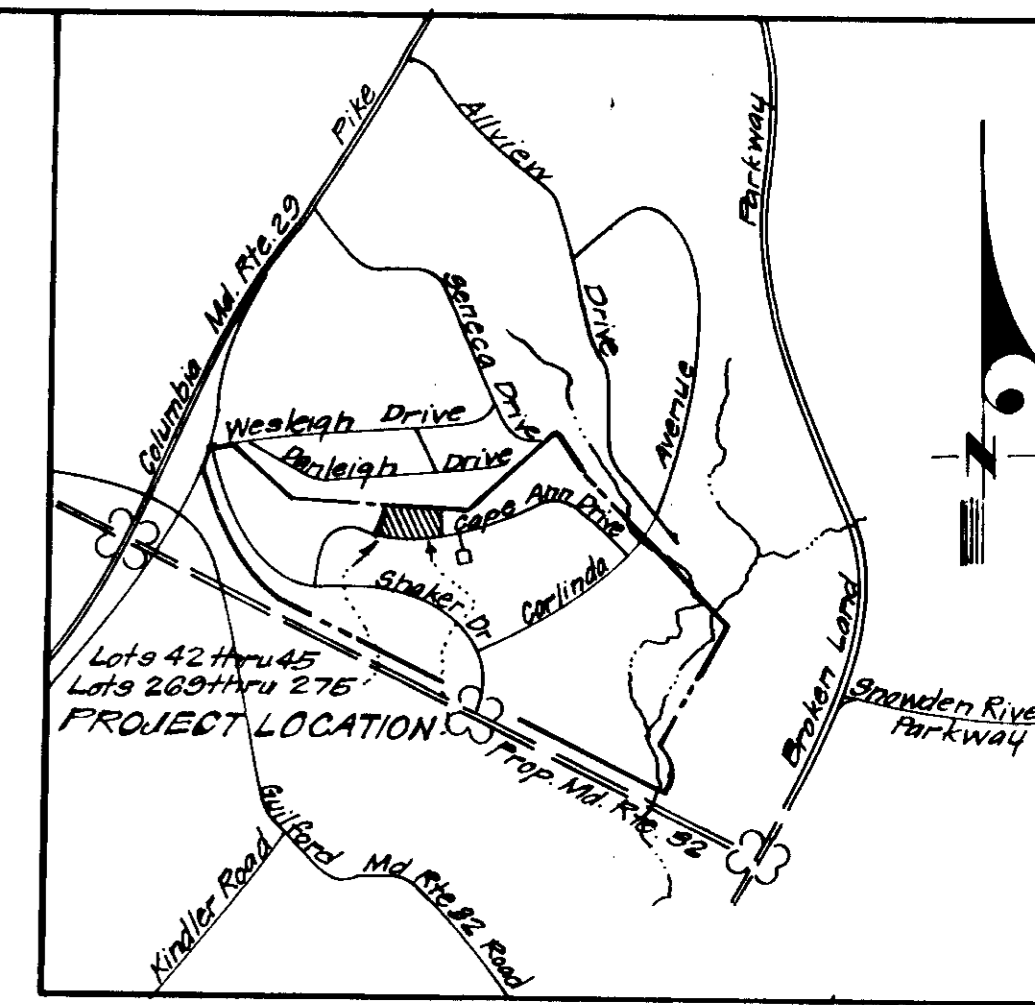 Columbia Md. Rte. 29 Pike
Allview Drive
Parkway
Seneca Drive
Avenue
Wesleigh Drive
Danleigh Drive
Cape Ann Drive
Shaker Dr
Carlinda
Lots 42 thru 45
Lots 269 thru 275
PROJECT LOCATION
Broken Land
Snowden River
Parkway
Prop. Md. Rte. 32
Guilford Md Rte 32 Road
Kindler Road
N